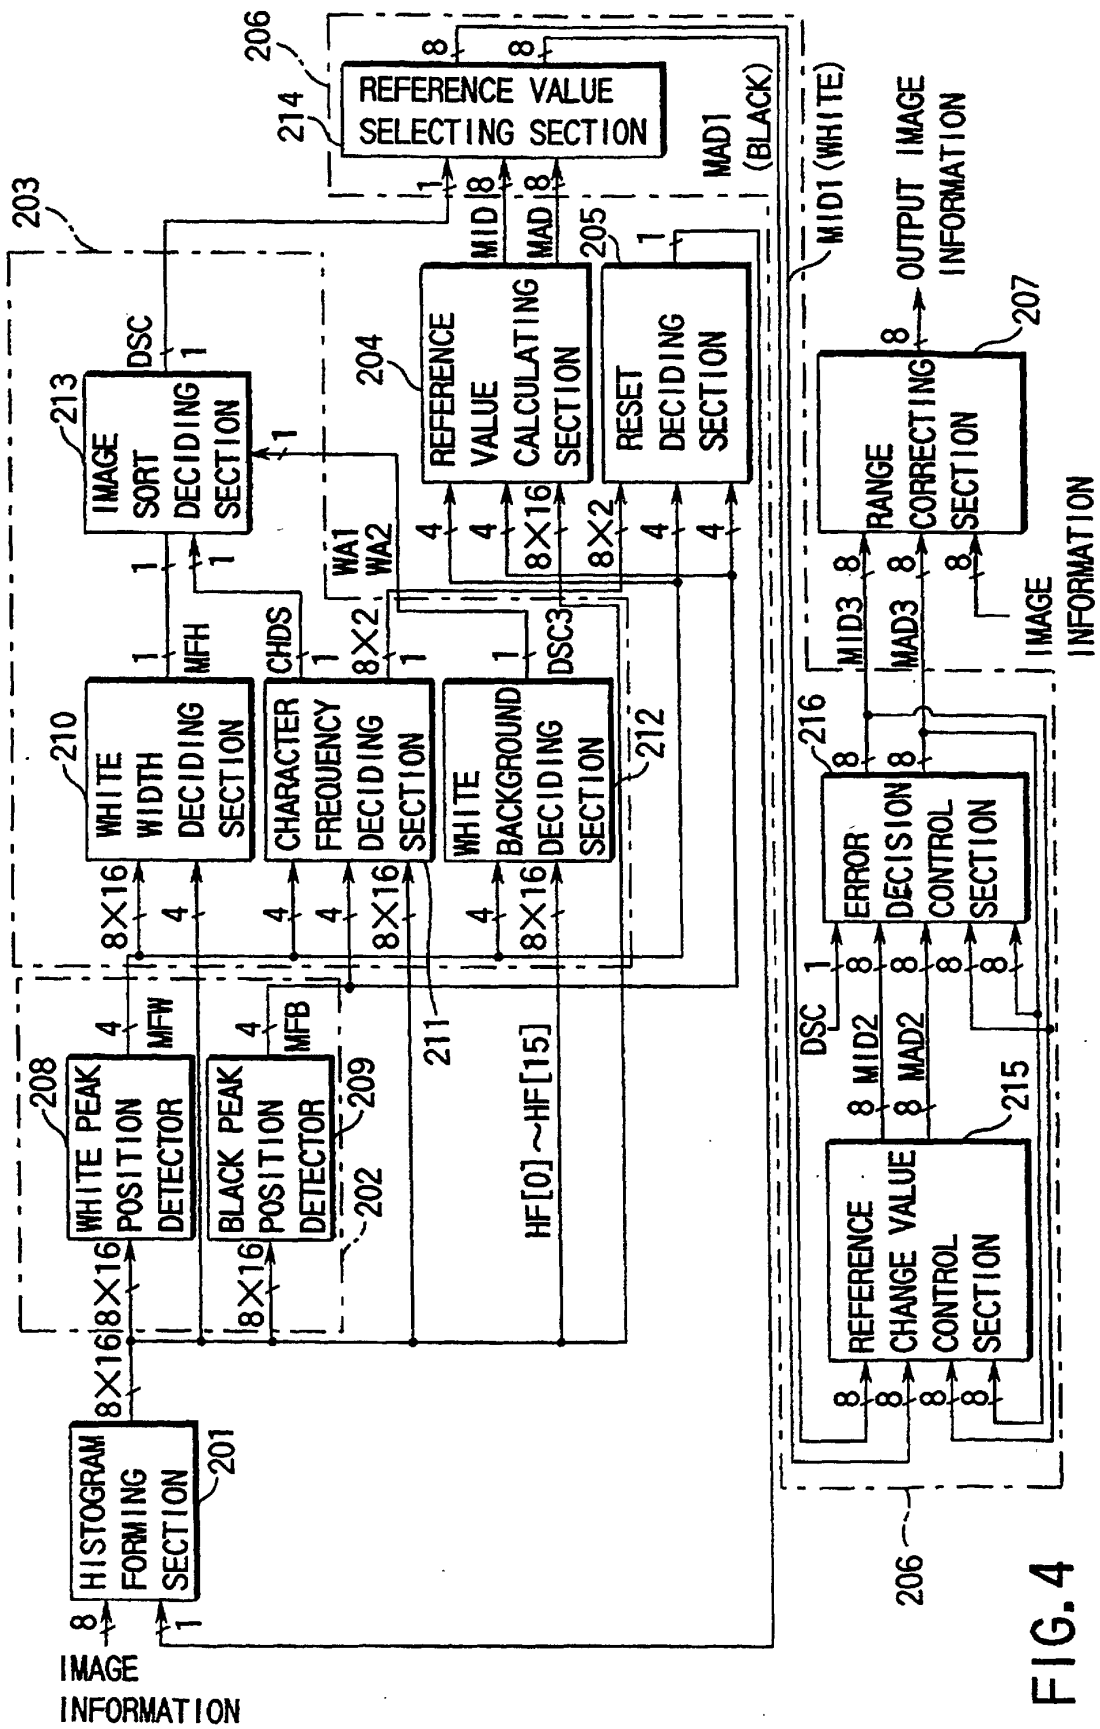 IMAGE
INFORMATION
8
1
HISTOGRAM
FORMING
SECTION
201
8×16
8×16
208
WHITE PEAK
POSITION
DETECTOR
4
MFW
8×16
BLACK PEAK
POSITION
DETECTOR
209
4
MFB
202
HF[0]~HF[15]
203
8×16
4
210
WHITE
WIDTH
DECIDING
SECTION
1
MFH
1
4
4
8×16
211
CHARACTER
FREQUENCY
DECIDING
SECTION
CHDS
1
1
8×2
1
4
8×16
WHITE
BACKGROUND
DECIDING
SECTION
212
1
DSC3
WA1
WA2
1
213
IMAGE
SORT
DECIDING
SECTION
DSC
1
4
4
8×16
204
REFERENCE
VALUE
CALCULATING
SECTION
MID
MAD
8×2
4
4
205
RESET
DECIDING
SECTION
1
206
1
8
8
214
REFERENCE VALUE
SELECTING SECTION
8
8
MAD1
(BLACK)
MID1(WHITE)
206
8
8
8
8
REFERENCE
CHANGE VALUE
CONTROL
SECTION
215
8
MID2
8
MAD2
DSC
1
8
8
8
8
216
ERROR
DECISION
CONTROL
SECTION
8
8
MID3
MAD3
8
8
8
IMAGE
INFORMATION
RANGE
CORRECTING
SECTION
207
8
OUTPUT IMAGE
INFORMATION
FIG. 4